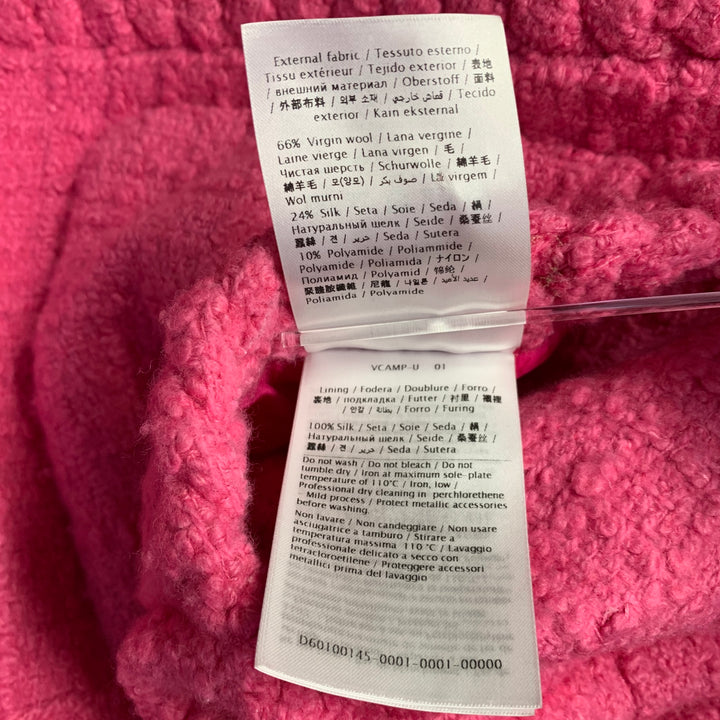 External fabric / Tessuto esterno /
Tissu extérieur / Tejido exterior / 表地
/ внешний материал / Oberstoff / 面料
/ 外部布料 / 외부 소재 / قماش خارجي / Tecido
exterior / Kain eksternal
66% Virgin wool / Lana vergine /
Laine vierge / Lana virgen / 毛 /
Чистая шерсть / Schurwolle / 綿羊毛 /
綿羊毛 / 모(양모) / صوف بكر / Lã virgem /
Wol murni
24% Silk / Seta / Soie / Seda / 絹 /
Натуральный шелк / Seide / 桑蚕丝 /
蠶絲 / 견 / حرير / Seda / Sutera
10% Polyamide / Poliammide /
Polyamide / Poliamida / ナイロン /
Полиамид / Polyamid / 锦纶 /
聚醯胺纖維 / 尼龍 / 나일론 / عديد الأميد /
Poliamida / Polyamide
VCAMP-U 01
Lining / Fodera / Doublure / Forro /
裏地 / подкладка / Futter / 衬里 / 襯裡
/ 안감 / بطانة / Forro / Furing
100% Silk / Seta / Soie / Seda / 絹 /
Натуральный шелк / Seide / 桑蚕丝 /
蠶絲 / 견 / حرير / Seda / Sutera
Do not wash / Do not bleach / Do not
tumble dry / Iron at maximum sole-plate
temperature of 110°C / Iron, low /
Professional dry cleaning in perchlorethene
- Mild process / Protect metallic accessories
before washing.
Non lavare / Non candeggiare / Non usare
asciugatrice a tamburo / Stirare a
temperatura massima 110 °C / Lavaggio
professionale delicato a secco con
tetracloroetilene / Proteggere accessori
metallici prima del lavaggio
D60100145-0001-0001-00000